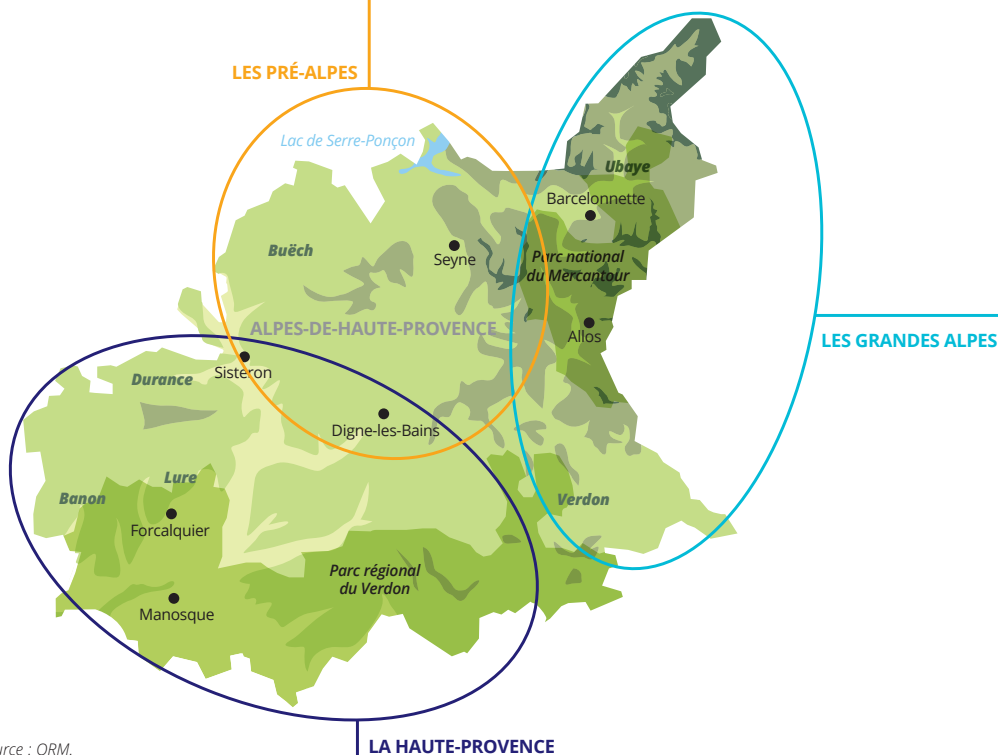 LES PRÉ-ALPES
Lac de Serre-Ponçon
Ubaye
Barcelonnette
Buëch
Seyne
Parc national
du Mercantour
ALPES-DE-HAUTE-PROVENCE
Allos
LES GRANDES ALPES
Sisteron
Durance
Digne-les-Bains
Lure
Banon
Verdon
Forcalquier
Parc régional
du Verdon
Manosque
: ORM.
LA HAUTE-PROVENCE